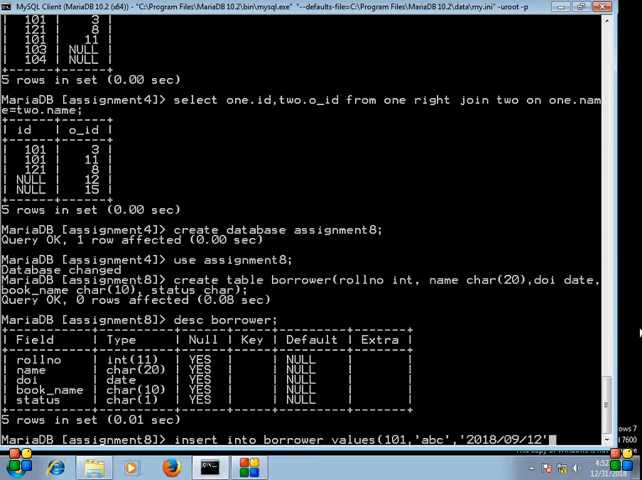 MySQL Client (MariaDB 10.2 (x64)) - "C:\Program Files\MariaDB 10.2\bin\mysql.exe" "--defaults-file=C:\Program Files\MariaDB 10.2\data\my.ini" -uroot -p
| 101 | 3 |
| 121 | 8 |
| 101 | 11 |
| 103 | NULL |
| 104 | NULL |
+------+------+
5 rows in set (0.00 sec)
MariaDB [assignment4]> select one.id,two.o_id from one right join two on one.nam
e=two.name;
+------+------+
| id | o_id |
+------+------+
| 101 | 3 |
| 101 | 11 |
| 121 | 8 |
| NULL | 12 |
| NULL | 15 |
+------+------+
5 rows in set (0.00 sec)
MariaDB [assignment4]> create database assignment8;
Query OK, 1 row affected (0.00 sec)
MariaDB [assignment4]> use assignment8;
Database changed
MariaDB [assignment8]> create table borrower(rollno int, name char(20),doi date,
book_name char(10), status char);
Query OK, 0 rows affected (0.08 sec)
MariaDB [assignment8]> desc borrower;
+-----------+----------+------+-----+---------+-------+
| Field | Type | Null | Key | Default | Extra |
+-----------+----------+------+-----+---------+-------+
| rollno | int(11) | YES | | NULL | |
| name | char(20) | YES | | NULL | |
| doi | date | YES | | NULL | |
| book_name | char(10) | YES | | NULL | |
| status | char(1) | YES | | NULL | |
+-----------+----------+------+-----+---------+-------+
5 rows in set (0.01 sec)
MariaDB [assignment8]> insert into borrower values(101,'abc','2018/09/12'
7600
4:52
12/31/2018